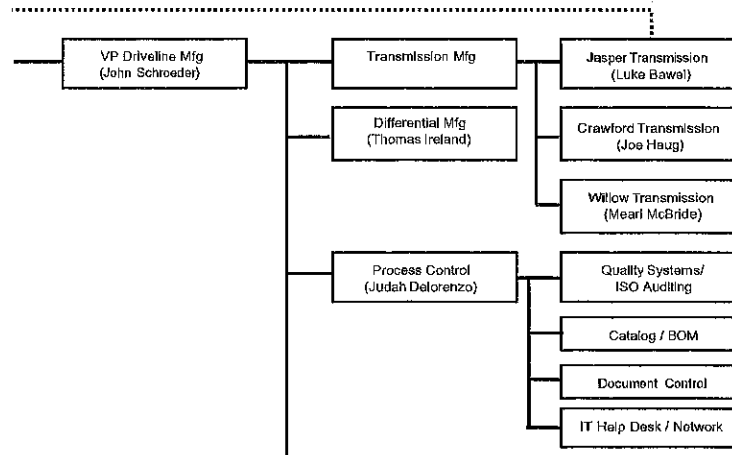 VP Driveline Mfg
(John Schroeder)
Transmission Mfg
Jasper Transmission
(Luke Bawel)
Differential Mfg
(Thomas Ireland)
Crawford Transmission
(Joe Haug)
Willow Transmission
(Mearl McBride)
Process Control
(Judah Delorenzo)
Quality Systems/
ISO Auditing
Catalog / BOM
Document Control
IT Help Desk / Network